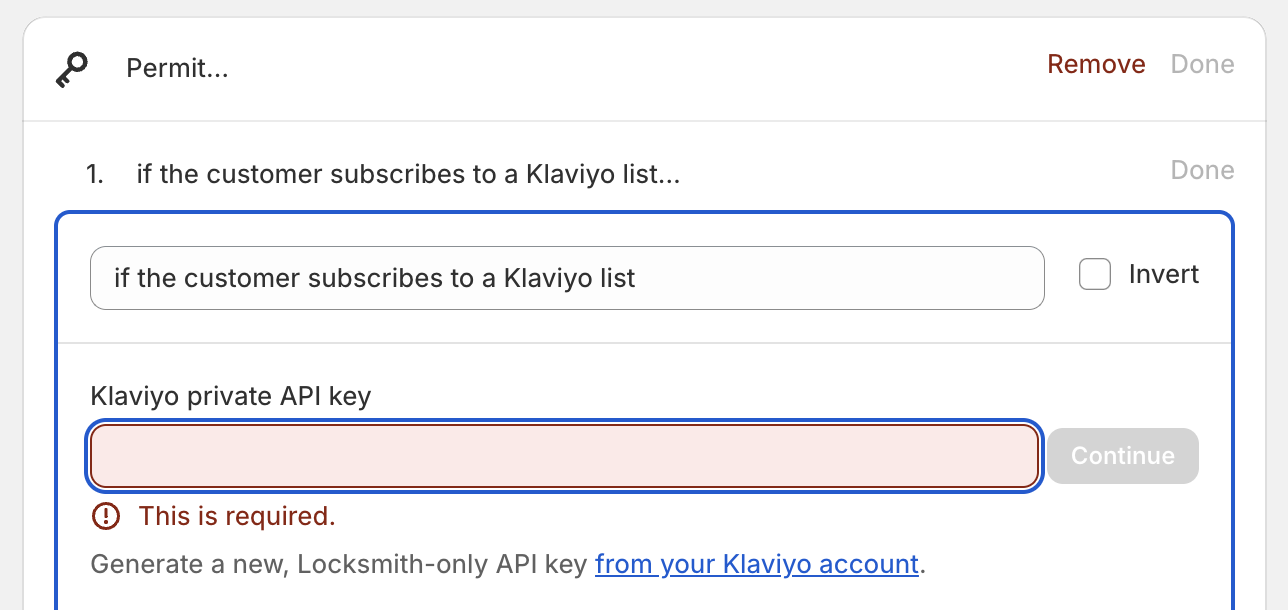 Permit...
Remove Done
1. if the customer subscribes to a Klaviyo list...
Done
if the customer subscribes to a Klaviyo list
Invert
Klaviyo private API key
Continue
This is required.
Generate a new, Locksmith-only API key from your Klaviyo account.